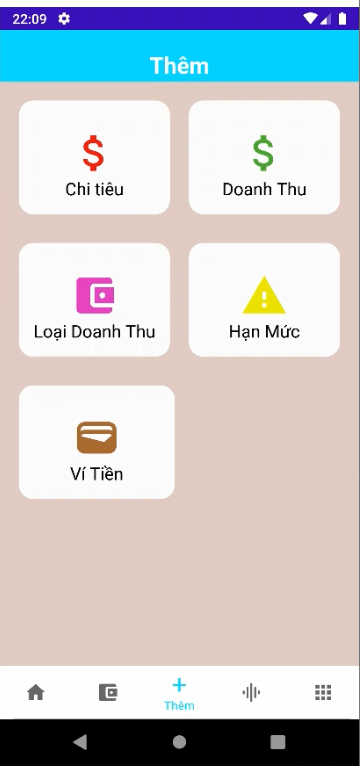 22:09
Thêm
Chi tiêu
Doanh Thu
Loại Doanh Thu
Hạn Mức
Ví Tiền
Thêm